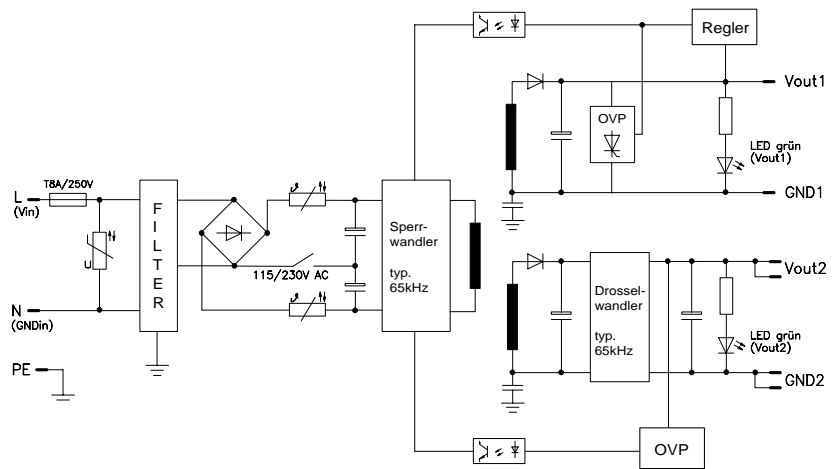 Regler
Vout1
OVP
LED grün
(Vout1)
GND1
T8A/250V
L
(Vin)
U
FILTER
ϑ
115/230V AC
ϑ
Sperr-
wandler
typ.
65kHz
N
(GNDin)
PE
Vout2
Drossel-
wandler
typ.
65kHz
LED grün
(Vout2)
GND2
OVP